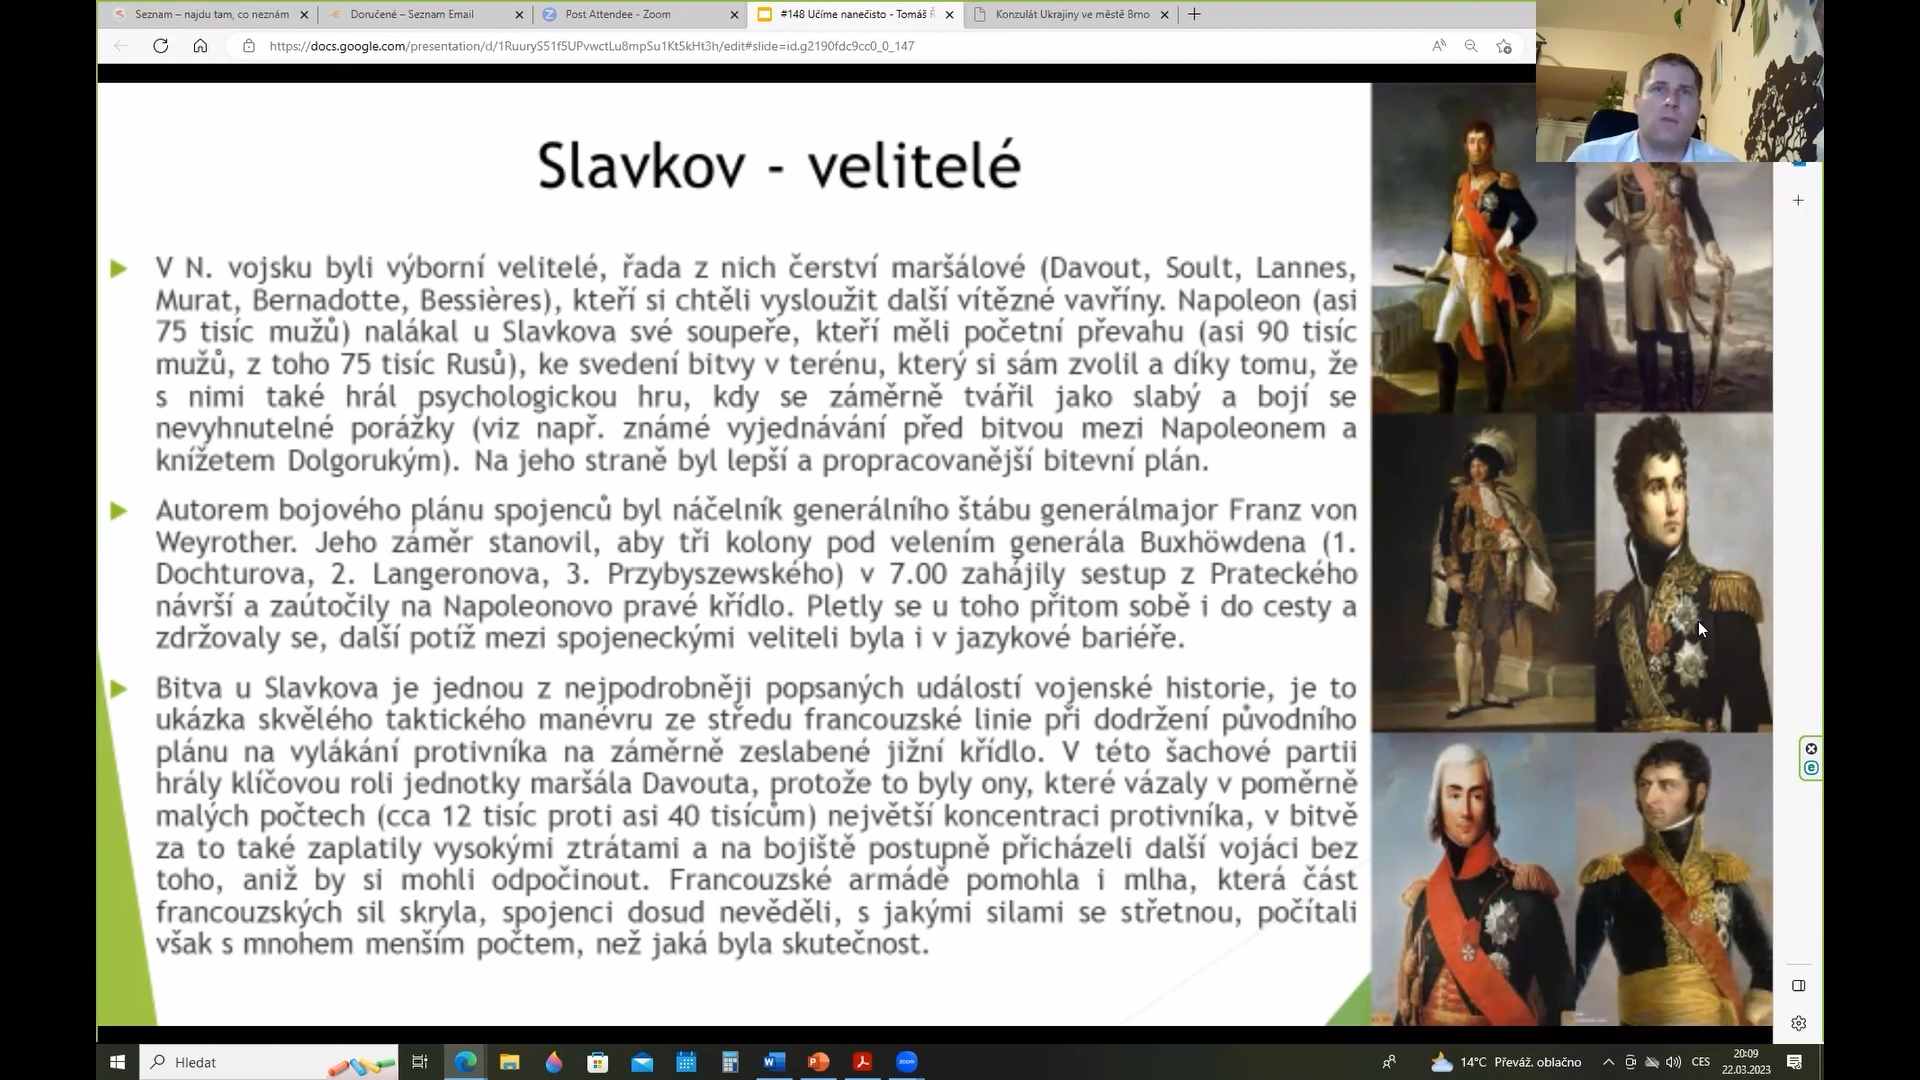 Seznam – najdu tam, co neznám
Doručené – Seznam Email
Post Attendee - Zoom
#148 Učíme nanečisto - Tomáš
Konzulát Ukrajiny ve městě Brno
https://docs.google.com/presentation/d/1RuuryS51f5UPvwctLu8mpSu1Kt5kHt3h/edit#slide=id.g2190fdc9cc0_0_147
Slavkov - velitelé
V N. vojsku byli výborní velitelé, řada z nich čerství maršálové (Davout, Soult, Lannes,
Murat, Bernadotte, Bessières), kteří si chtěli vysloužit další vítězné vavříny. Napoleon (asi
75 tisíc mužů) nalákal u Slavkova své soupeře, kteří měli početní převahu (asi 90 tisíc
mužů, z toho 75 tisíc Rusů), ke svedení bitvy v terénu, který si sám zvolil a díky tomu, že
s nimi také hrál psychologickou hru, kdy se záměrně tvářil jako slabý a bojí se
nevyhnutelné porážky (viz např. známé vyjednávání před bitvou mezi Napoleonem a
knížetem Dolgorukým). Na jeho straně byl lepší a propracovanější bitevní plán.
Autorem bojového plánu spojenců byl náčelník generálního štábu generálmajor Franz von
Weyrother. Jeho záměr stanovil, aby tři kolony pod velením generála Buxhöwdena (1.
Dochturova, 2. Langeronova, 3. Przybyszewského) v 7.00 zahájily sestup z Prateckého
návrší a zaútočily na Napoleonovo pravé křídlo. Pletly se u toho přitom sobě i do cesty a
zdržovaly se, další potíž mezi spojeneckými veliteli byla i v jazykové bariéře.
Bitva u Slavkova je jednou z nejpodrobněji popsaných událostí vojenské historie, je to
ukázka skvělého taktického manévru ze středu francouzské linie při dodržení původního
plánu na vylákání protivníka na záměrně zeslabené jižní křídlo. V této šachové partii
hrály klíčovou roli jednotky maršála Davouta, protože to byly ony, které vázaly v poměrně
malých počtech (cca 12 tisíc proti asi 40 tisícům) největší koncentraci protivníka, v bitvě
za to také zaplatily vysokými ztrátami a na bojiště postupně přicházeli další vojáci bez
toho, aniž by si mohli odpočinout. Francouzské armádě pomohla i mlha, která část
francouzských sil skryla, spojenci dosud nevěděli, s jakými silami se střetnou, počítali
však s mnohem menším počtem, než jaká byla skutečnost.
Hledat
14°C Převáž. oblačno
CES
20:09
22.03.2023